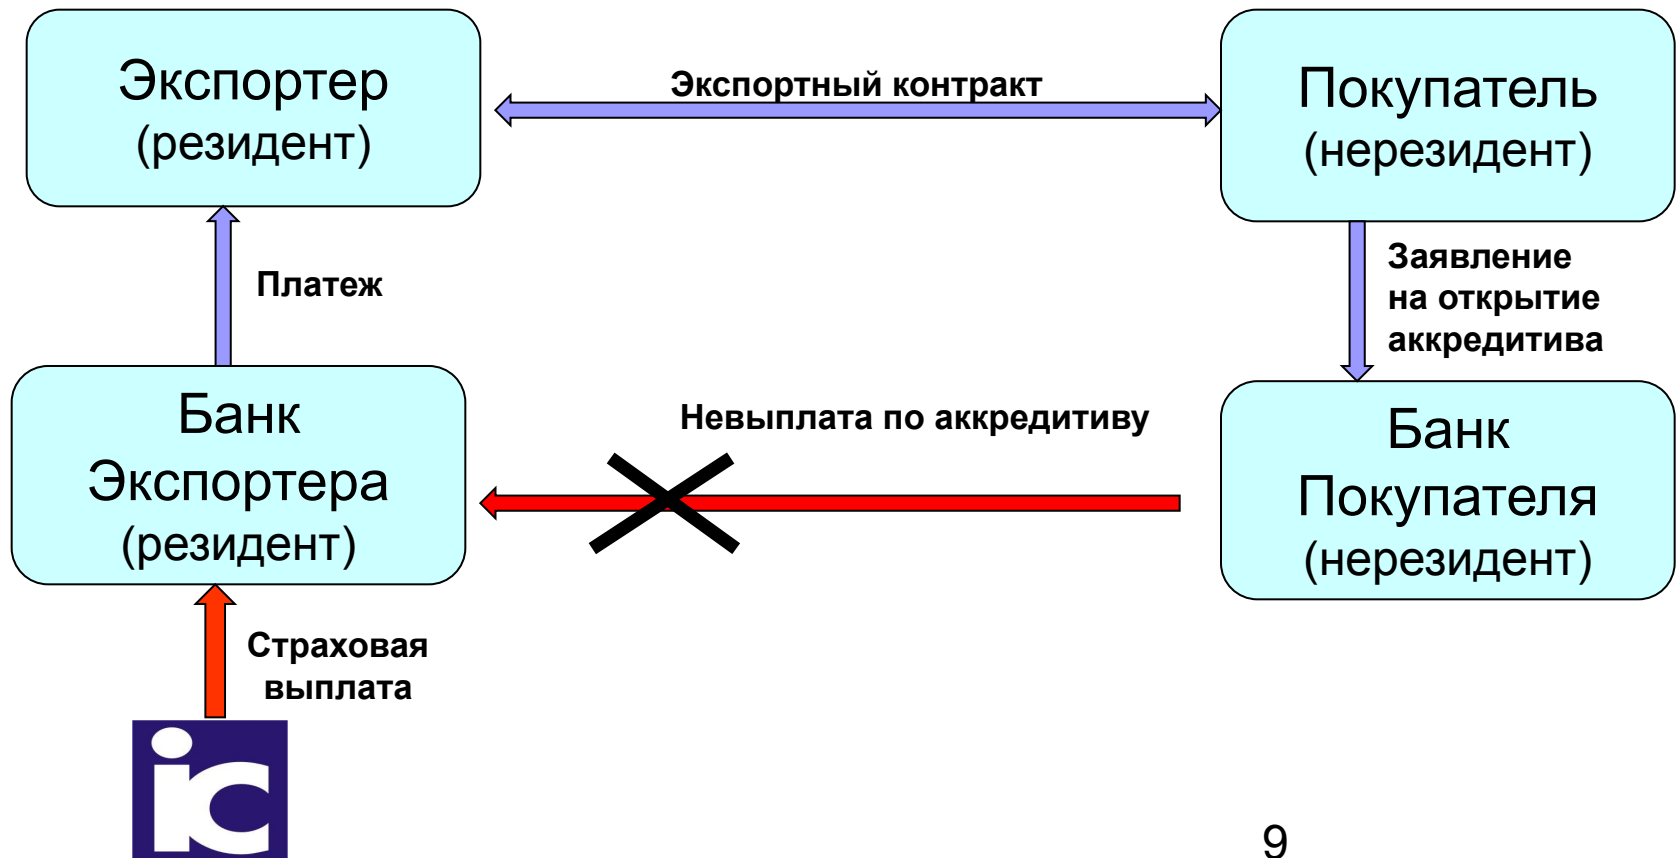 Экспортер
(резидент)
Экспортный контракт
Покупатель
(нерезидент)
Платеж
Заявление
на открытие
аккредитива
Банк
Экспортера
(резидент)
Невыплата по аккредитиву
Банк
Покупателя
(нерезидент)
Страховая
выплата
ic
9